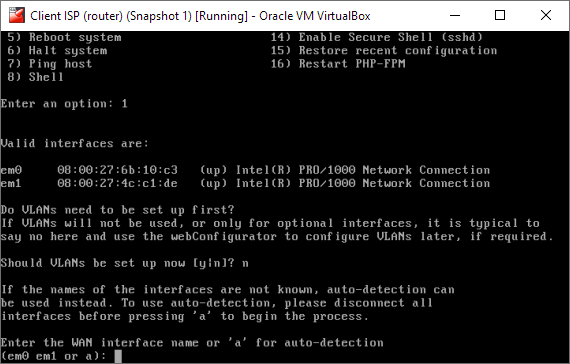 Client ISP (router) (Snapshot 1) [Running] - Oracle VM VirtualBox
5) Reboot system 14) Enable Secure Shell (sshd)
6) Halt system 15) Restore recent configuration
7) Ping host 16) Restart PHP-FPM
8) Shell
Enter an option: 1
Valid interfaces are:
em0 08:00:27:6b:10:c3 (up) Intel(R) PRO/1000 Network Connection
em1 08:00:27:4c:c1:de (up) Intel(R) PRO/1000 Network Connection
Do VLANs need to be set up first?
If VLANs will not be used, or only for optional interfaces, it is typical to
say no here and use the webConfigurator to configure VLANs later, if required.
Should VLANs be set up now [y|n]? n
If the names of the interfaces are not known, auto-detection can
be used instead. To use auto-detection, please disconnect all
interfaces before pressing 'a' to begin the process.
Enter the WAN interface name or 'a' for auto-detection
(em0 em1 or a):